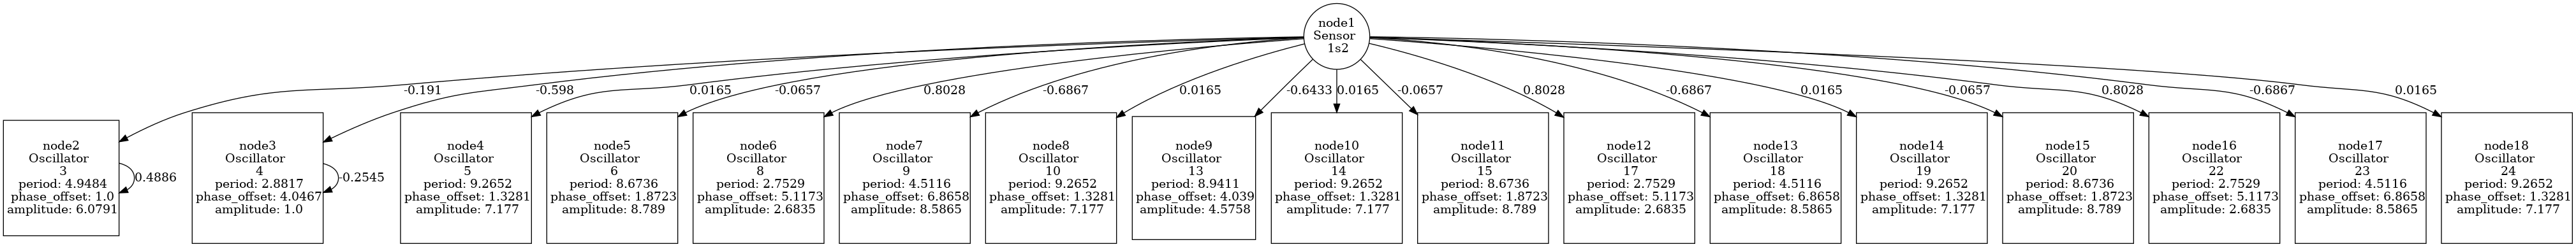 node1
Sensor
1s2
-0.191
-0.598
0.0165
-0.0657
0.8028
-0.6867
0.0165
-0.6433
0.0165
-0.0657
0.8028
-0.6867
0.0165
-0.0657
0.8028
-0.6867
0.0165
node2
Oscillator
3
period: 4.9484
phase_offset: 1.0
amplitude: 6.0791
0.4886
node3
Oscillator
4
period: 2.8817
phase_offset: 4.0467
amplitude: 1.0
-0.2545
node4
Oscillator
5
period: 9.2652
phase_offset: 1.3281
amplitude: 7.177
node5
Oscillator
6
period: 8.6736
phase_offset: 1.8723
amplitude: 8.789
node6
Oscillator
8
period: 2.7529
phase_offset: 5.1173
amplitude: 2.6835
node7
Oscillator
9
period: 4.5116
phase_offset: 6.8658
amplitude: 8.5865
node8
Oscillator
10
period: 9.2652
phase_offset: 1.3281
amplitude: 7.177
node9
Oscillator
13
period: 8.9411
phase_offset: 4.039
amplitude: 4.5758
node10
Oscillator
14
period: 9.2652
phase_offset: 1.3281
amplitude: 7.177
node11
Oscillator
15
period: 8.6736
phase_offset: 1.8723
amplitude: 8.789
node12
Oscillator
17
period: 2.7529
phase_offset: 5.1173
amplitude: 2.6835
node13
Oscillator
18
period: 4.5116
phase_offset: 6.8658
amplitude: 8.5865
node14
Oscillator
19
period: 9.2652
phase_offset: 1.3281
amplitude: 7.177
node15
Oscillator
20
period: 8.6736
phase_offset: 1.8723
amplitude: 8.789
node16
Oscillator
22
period: 2.7529
phase_offset: 5.1173
amplitude: 2.6835
node17
Oscillator
23
period: 4.5116
phase_offset: 6.8658
amplitude: 8.5865
node18
Oscillator
24
period: 9.2652
phase_offset: 1.3281
amplitude: 7.177